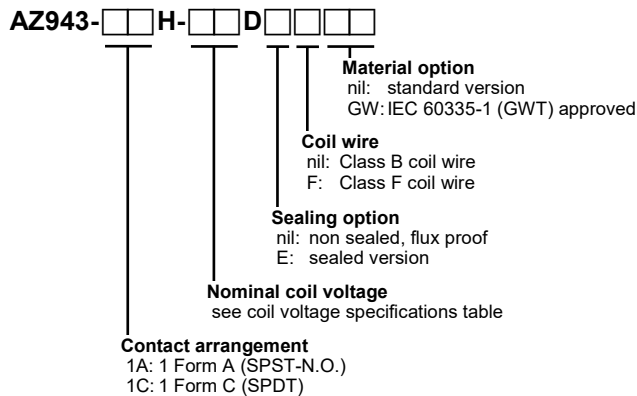 AZ943-□□H-□□D□□□□
Material option
nil: standard version
GW: IEC 60335-1 (GWT) approved
Coil wire
nil: Class B coil wire
F: Class F coil wire
Sealing option
nil: non sealed, flux proof
E: sealed version
Nominal coil voltage
see coil voltage specifications table
Contact arrangement
1A: 1 Form A (SPST-N.O.)
1C: 1 Form C (SPDT)